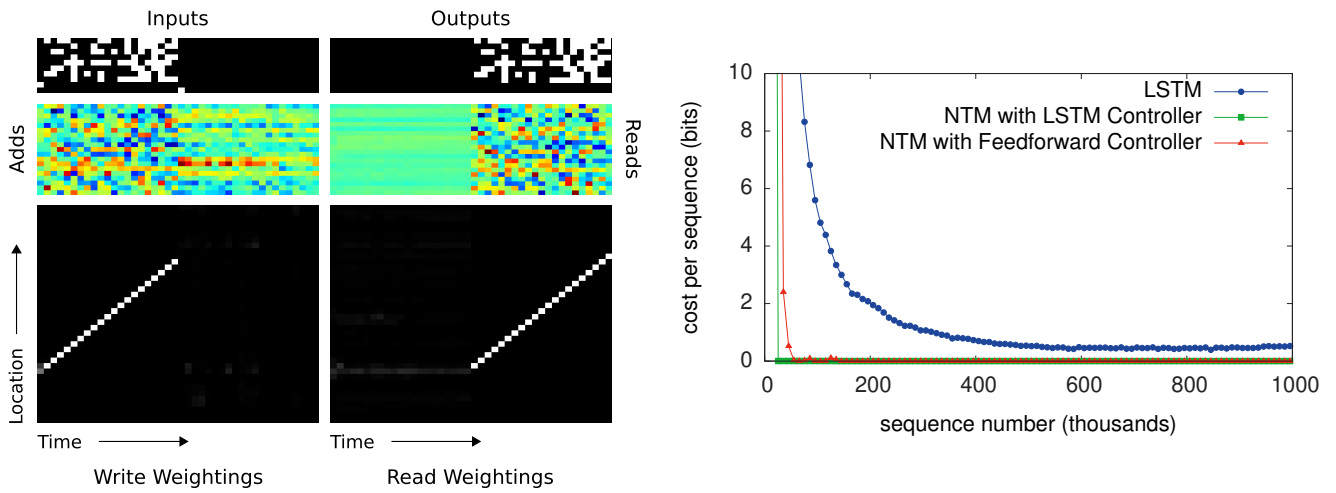 Inputs
Outputs
Adds
Reads
Location
Time
Time
Write Weightings
Read Weightings
LSTM
NTM with LSTM Controller
NTM with Feedforward Controller
cost per sequence (bits)
10
8
6
4
2
0
0 200 400 600 800 1000
sequence number (thousands)